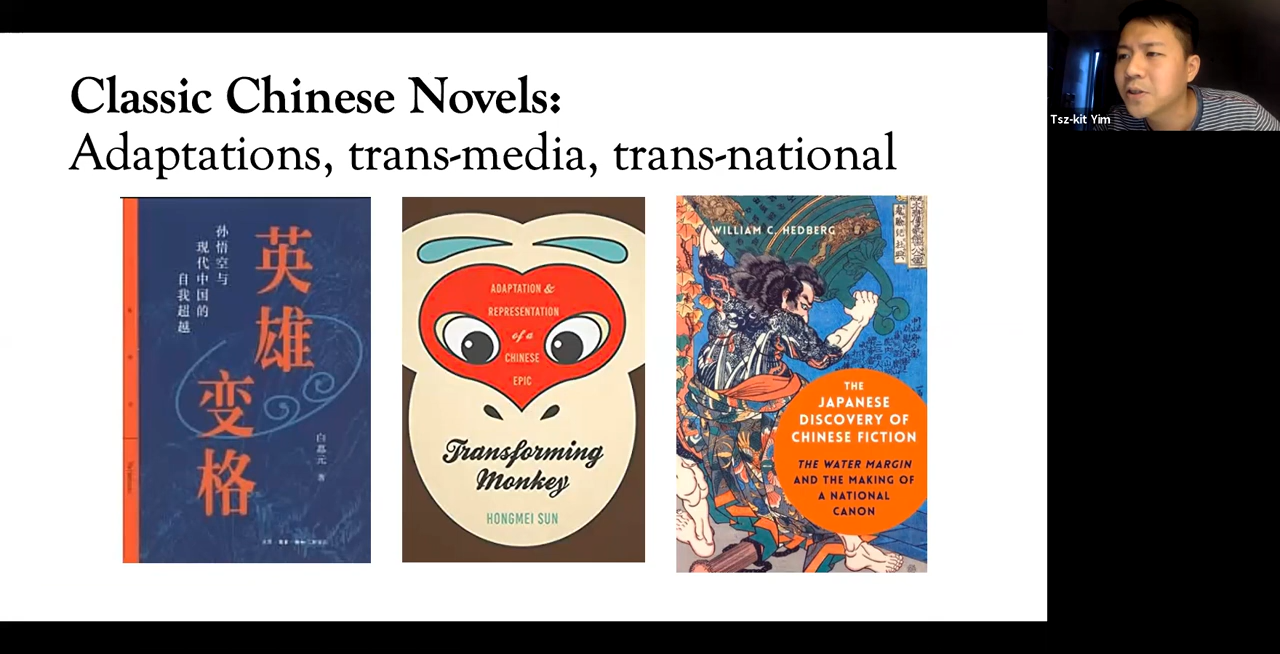 Classic Chinese Novels:
Adaptations, trans-media, trans-national
Tsz-kit Yim
英雄
变格
孙悟空与
现代中国的
自我超越
白惠元 著
ADAPTATION &
REPRESENTATION
of a
CHINESE
EPIC
Transforming
Monkey
HONGMEI SUN
WILLIAM C. HEDBERG
THE
JAPANESE
DISCOVERY OF
CHINESE FICTION
THE WATER MARGIN
AND THE MAKING OF
A NATIONAL
CANON